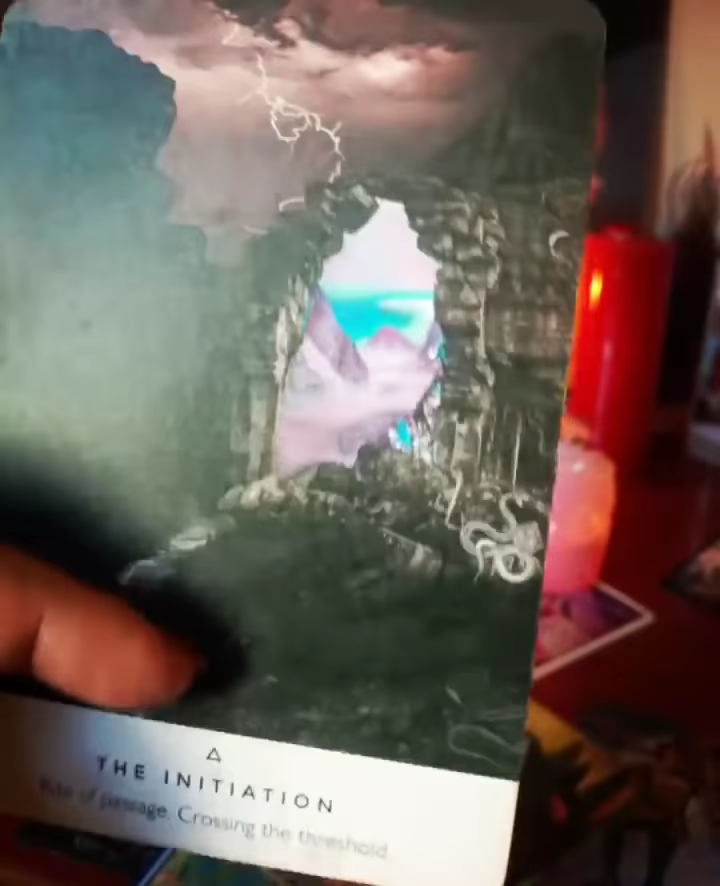 THE INITIATION
Rite of passage. Crossing the threshold